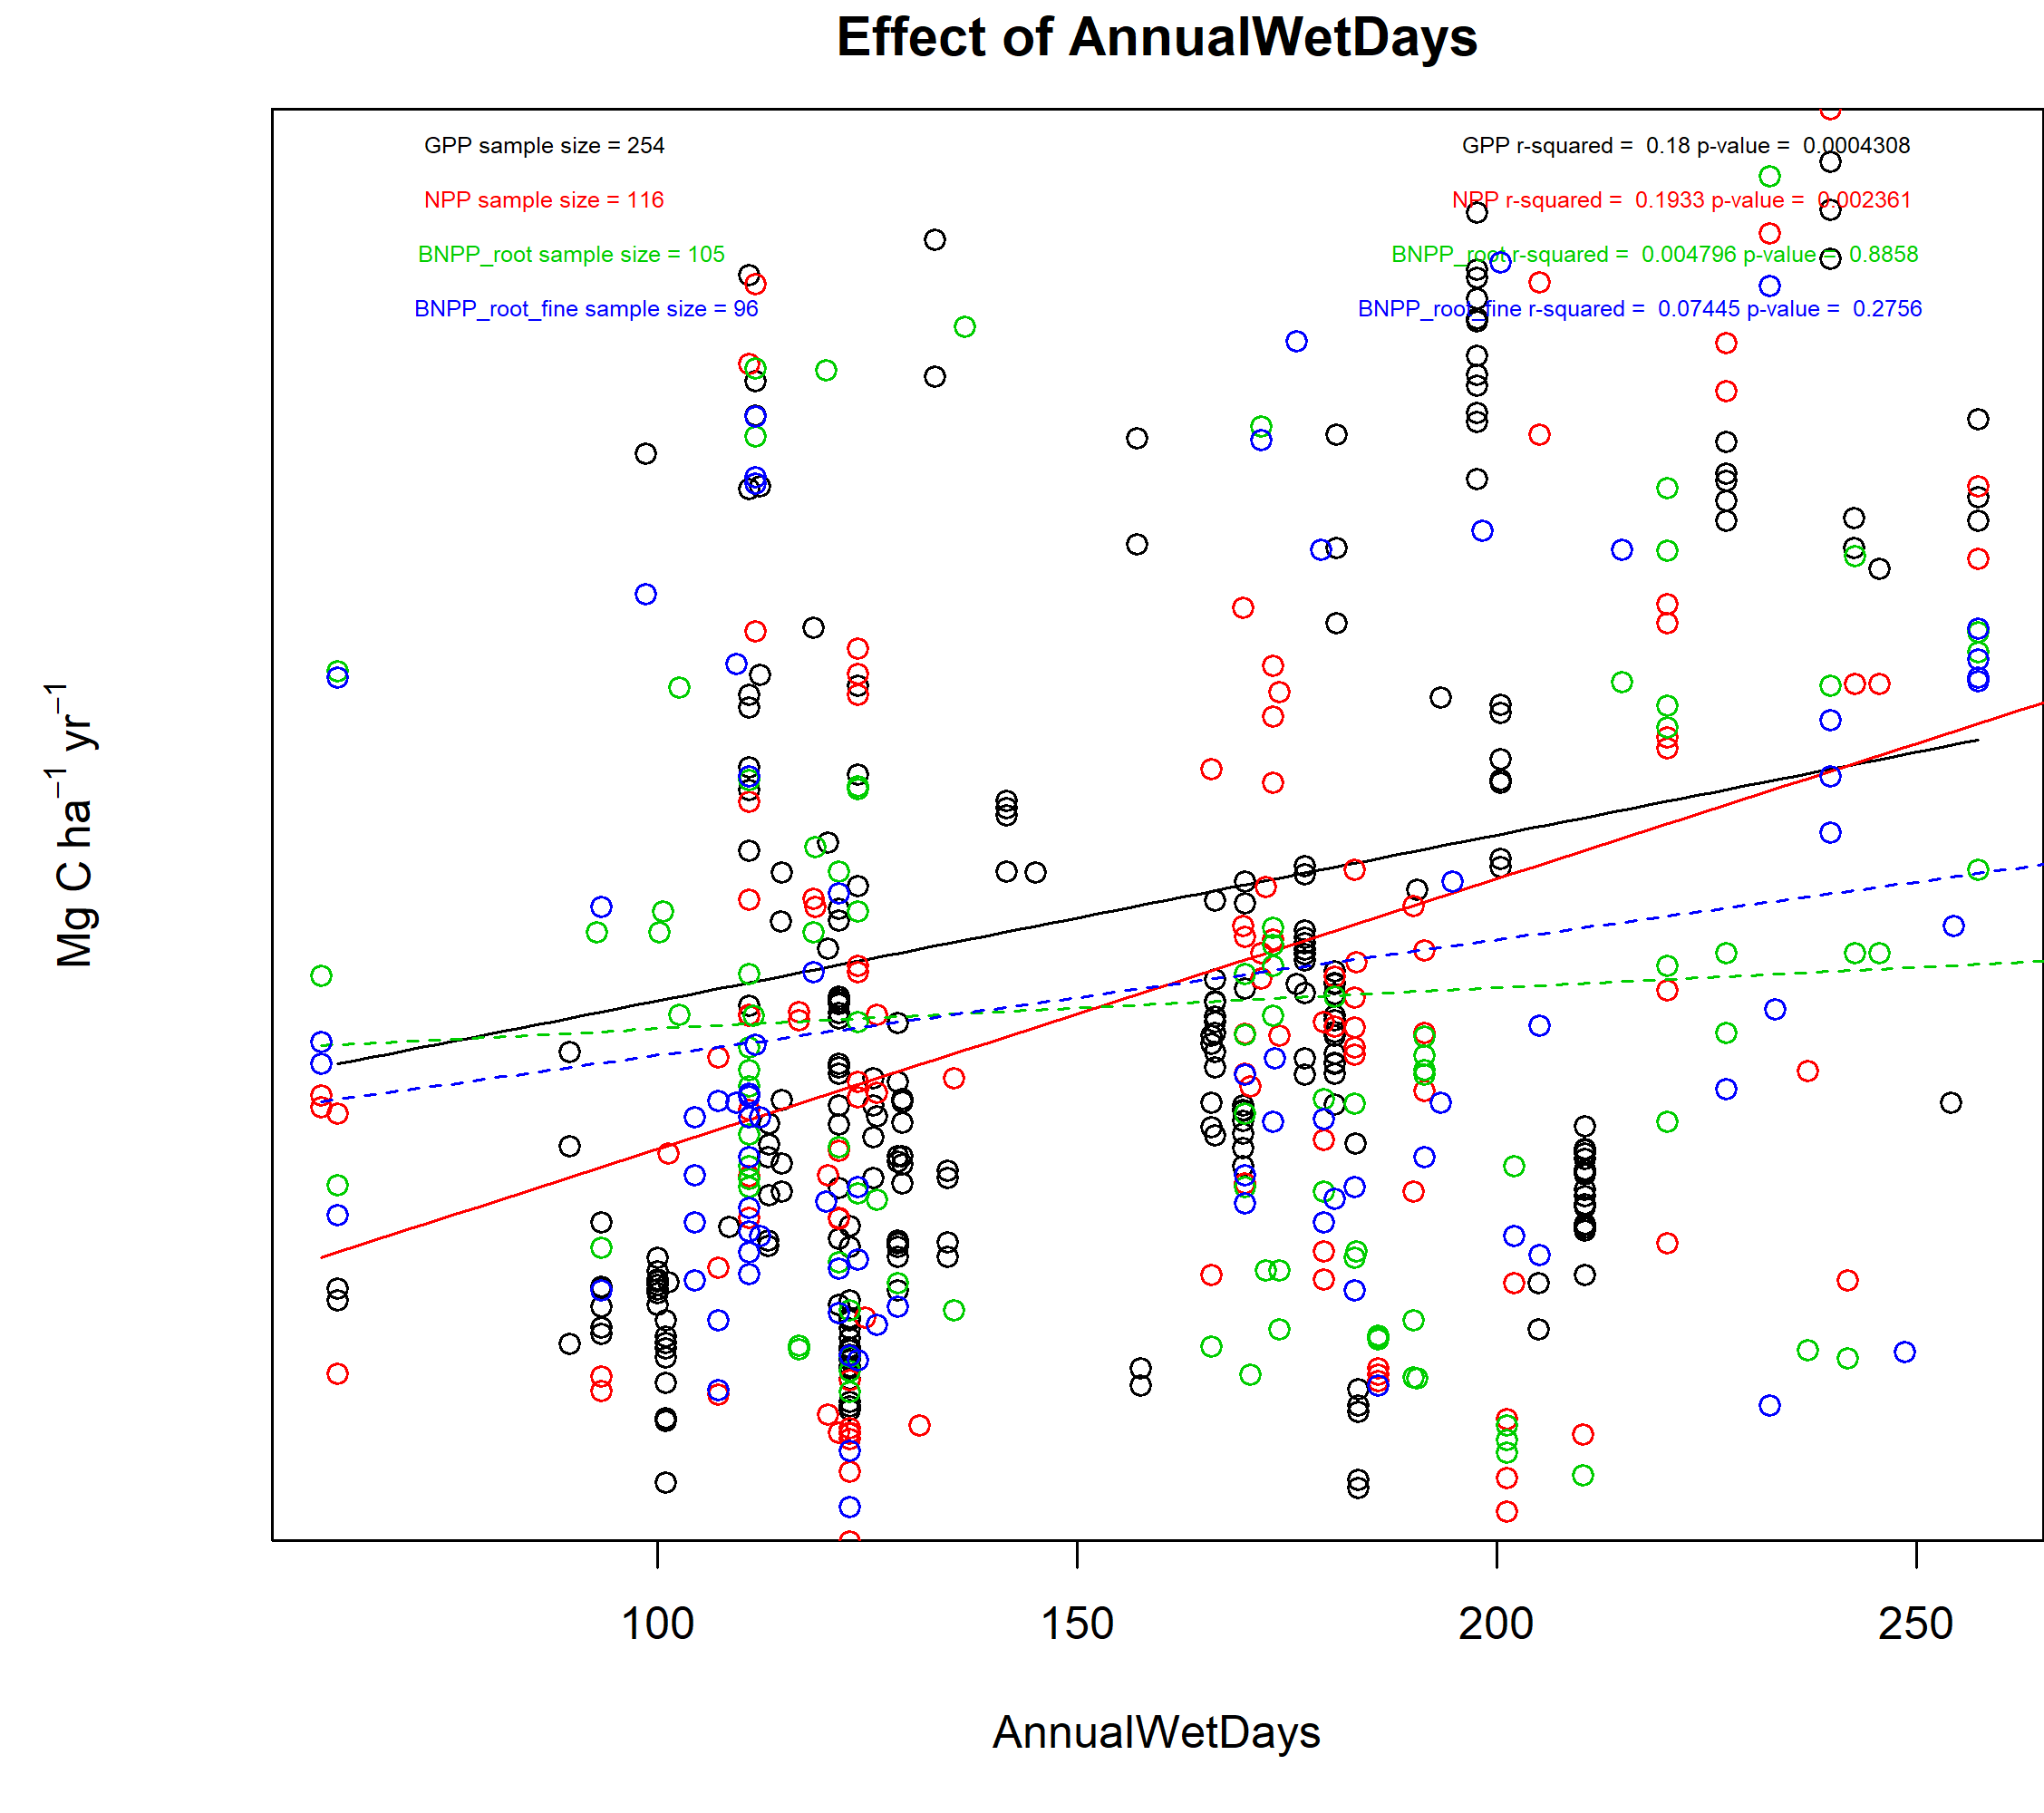 Effect of AnnualWetDays
GPP sample size = 254
GPP r-squared = 0.18 p-value = 0.0004308
NPP sample size = 116
NPP r-squared = 0.1933 p-value = 0.002361
BNPP_root sample size = 105
BNPP_root r-squared = 0.004796 p-value = 0.8858
BNPP_root_fine sample size = 96
BNPP_root_fine r-squared = 0.07445 p-value = 0.2756
Mg C ha⁻¹ yr⁻¹
100 150 200 250
AnnualWetDays